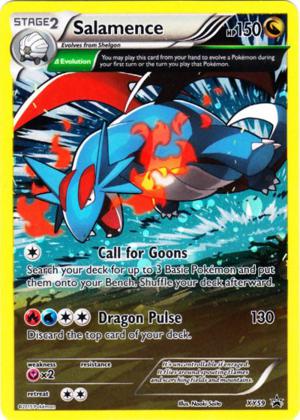 STAGE2
Salamence
HP150
Evolves from Shelgon
Δ Evolution
You may play this card from your hand to evolve a Pokémon during
your first turn or the turn you play that Pokémon.
Call for Goons
Search your deck for up to 3 Basic Pokémon and put
them onto your Bench. Shuffle your deck afterward.
Dragon Pulse 130
Discard the top card of your deck.
weakness resistance
×2
retreat
It's uncontrollable if enraged.
It flies around spouting flames
and scorching fields and mountains.
©2015 Pokémon
Illus. Naoki Saito
XY59
PROMO